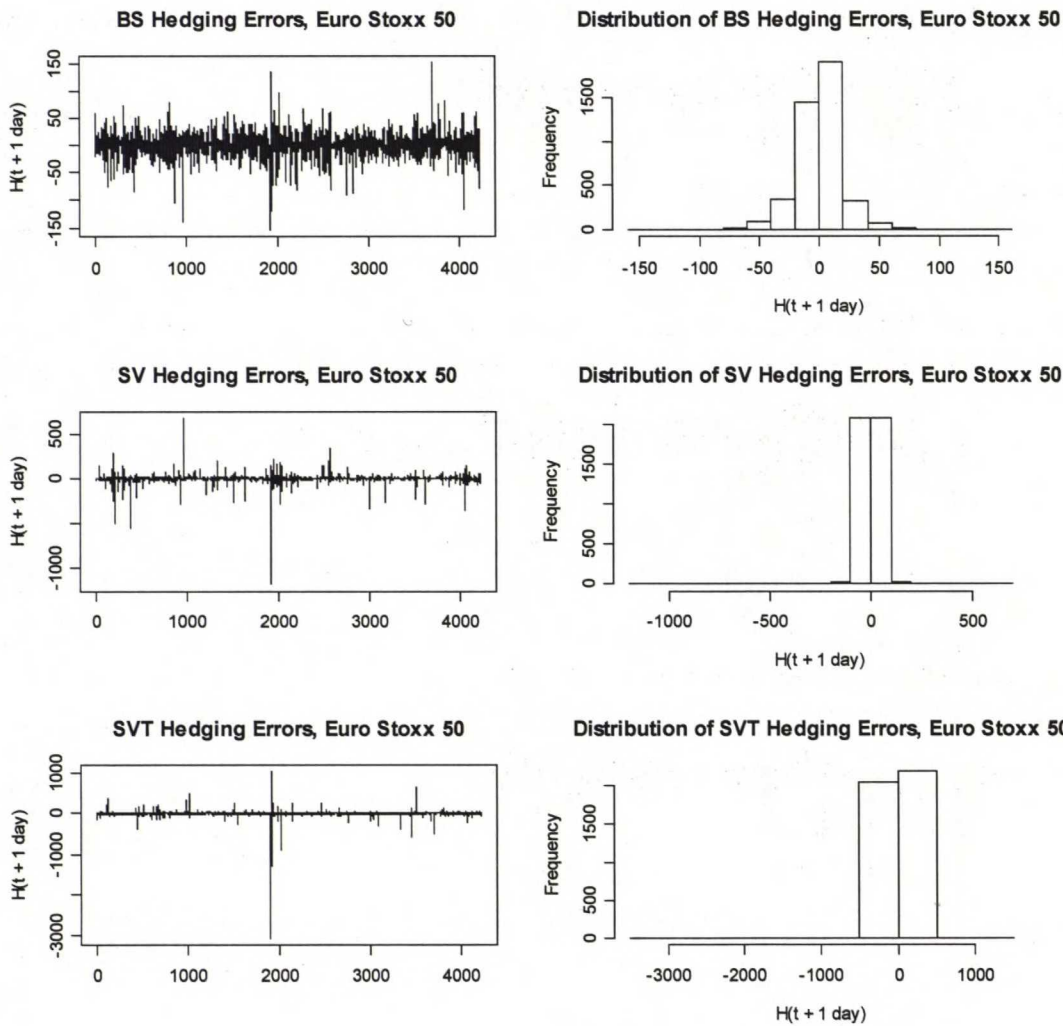 BS Hedging Errors, Euro Stoxx 50
H(t + 1 day)
150
50
-50
-150
0 1000 2000 3000 4000
Distribution of BS Hedging Errors, Euro Stoxx 50
Frequency
1500
500
0
-150 -100 -50 0 50 100 150
H(t + 1 day)
SV Hedging Errors, Euro Stoxx 50
H(t + 1 day)
500
0
-1000
0 1000 2000 3000 4000
Distribution of SV Hedging Errors, Euro Stoxx 50
Frequency
1500
500
0
-1000 -500 0 500
H(t + 1 day)
SVT Hedging Errors, Euro Stoxx 50
H(t + 1 day)
1000
0
-1000
-3000
0 1000 2000 3000 4000
Distribution of SVT Hedging Errors, Euro Stoxx 50
Frequency
1500
500
0
-3000 -2000 -1000 0 1000
H(t + 1 day)